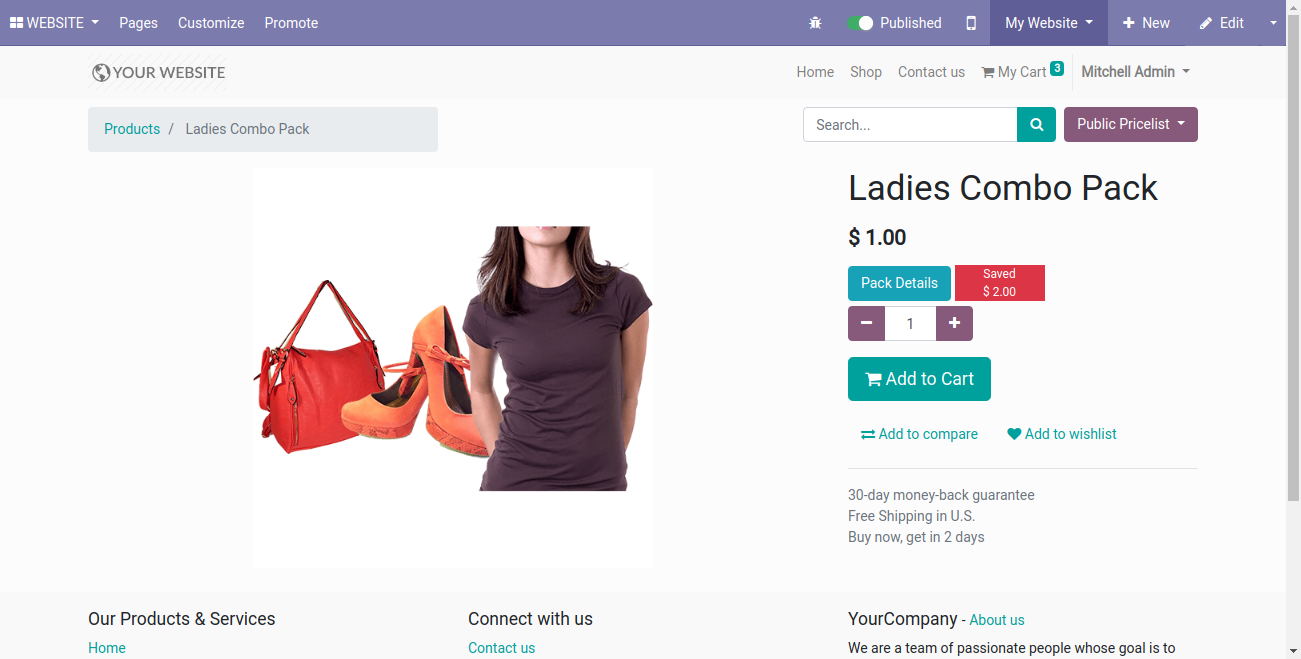 WEBSITE Pages Customize Promote Published My Website New Edit
YOUR WEBSITE Home Shop Contact us My Cart 3 Mitchell Admin
Products / Ladies Combo Pack Search... Public Pricelist
Ladies Combo Pack
$ 1.00
Pack Details
Saved
$ 2.00
1
Add to Cart
Add to compare Add to wishlist
30-day money-back guarantee
Free Shipping in U.S.
Buy now, get in 2 days
Our Products & Services Connect with us YourCompany - About us
Home Contact us We are a team of passionate people whose goal is to